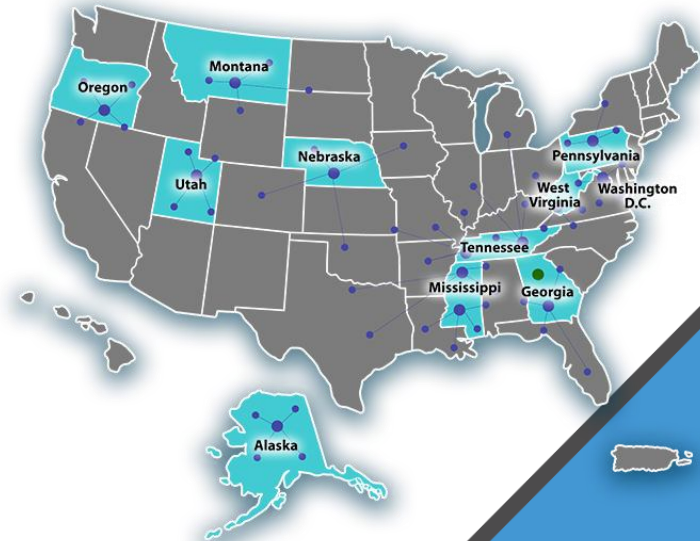 Montana
Oregon
Nebraska
Utah
Pennsylvania
West
Virginia
Washington
D.C.
Tennessee
Mississippi
Georgia
Alaska